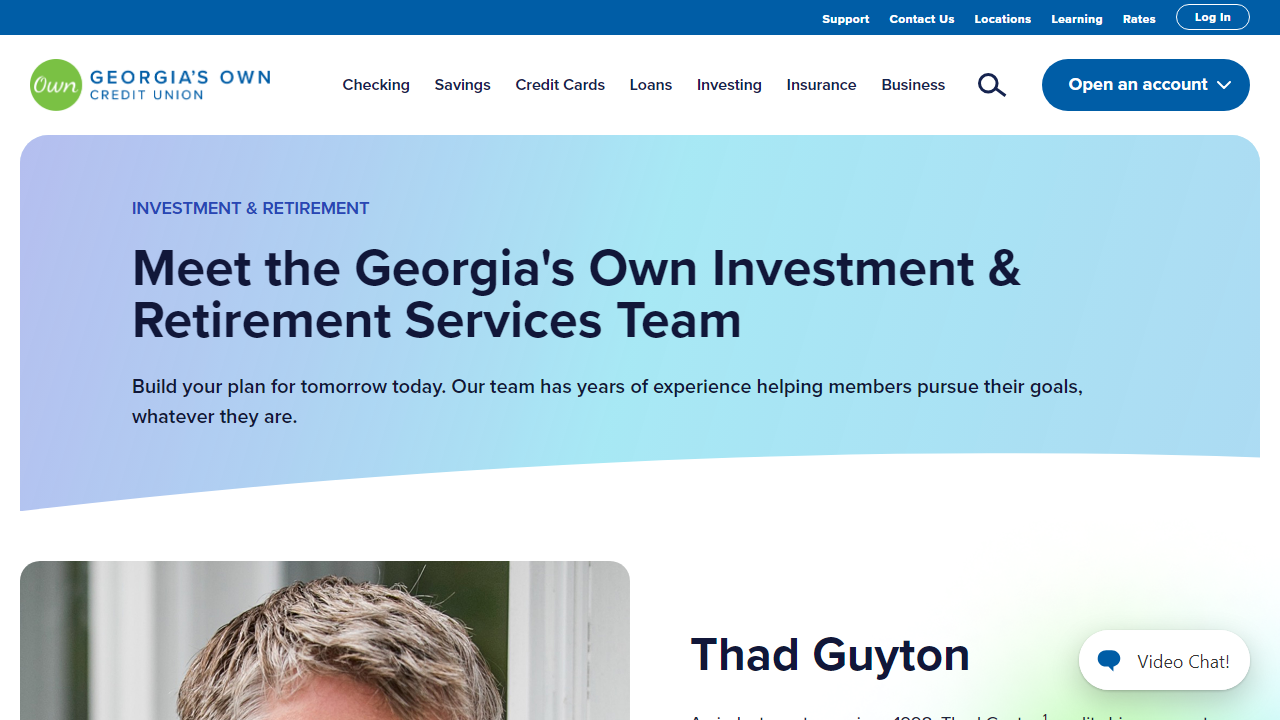 Support Contact Us Locations Learning Rates Log In
Own GEORGIA'S OWN
CREDIT UNION
Checking Savings Credit Cards Loans Investing Insurance Business Open an account
INVESTMENT & RETIREMENT
Meet the Georgia's Own Investment &
Retirement Services Team
Build your plan for tomorrow today. Our team has years of experience helping members pursue their goals,
whatever they are.
Thad Guyton
Video Chat!